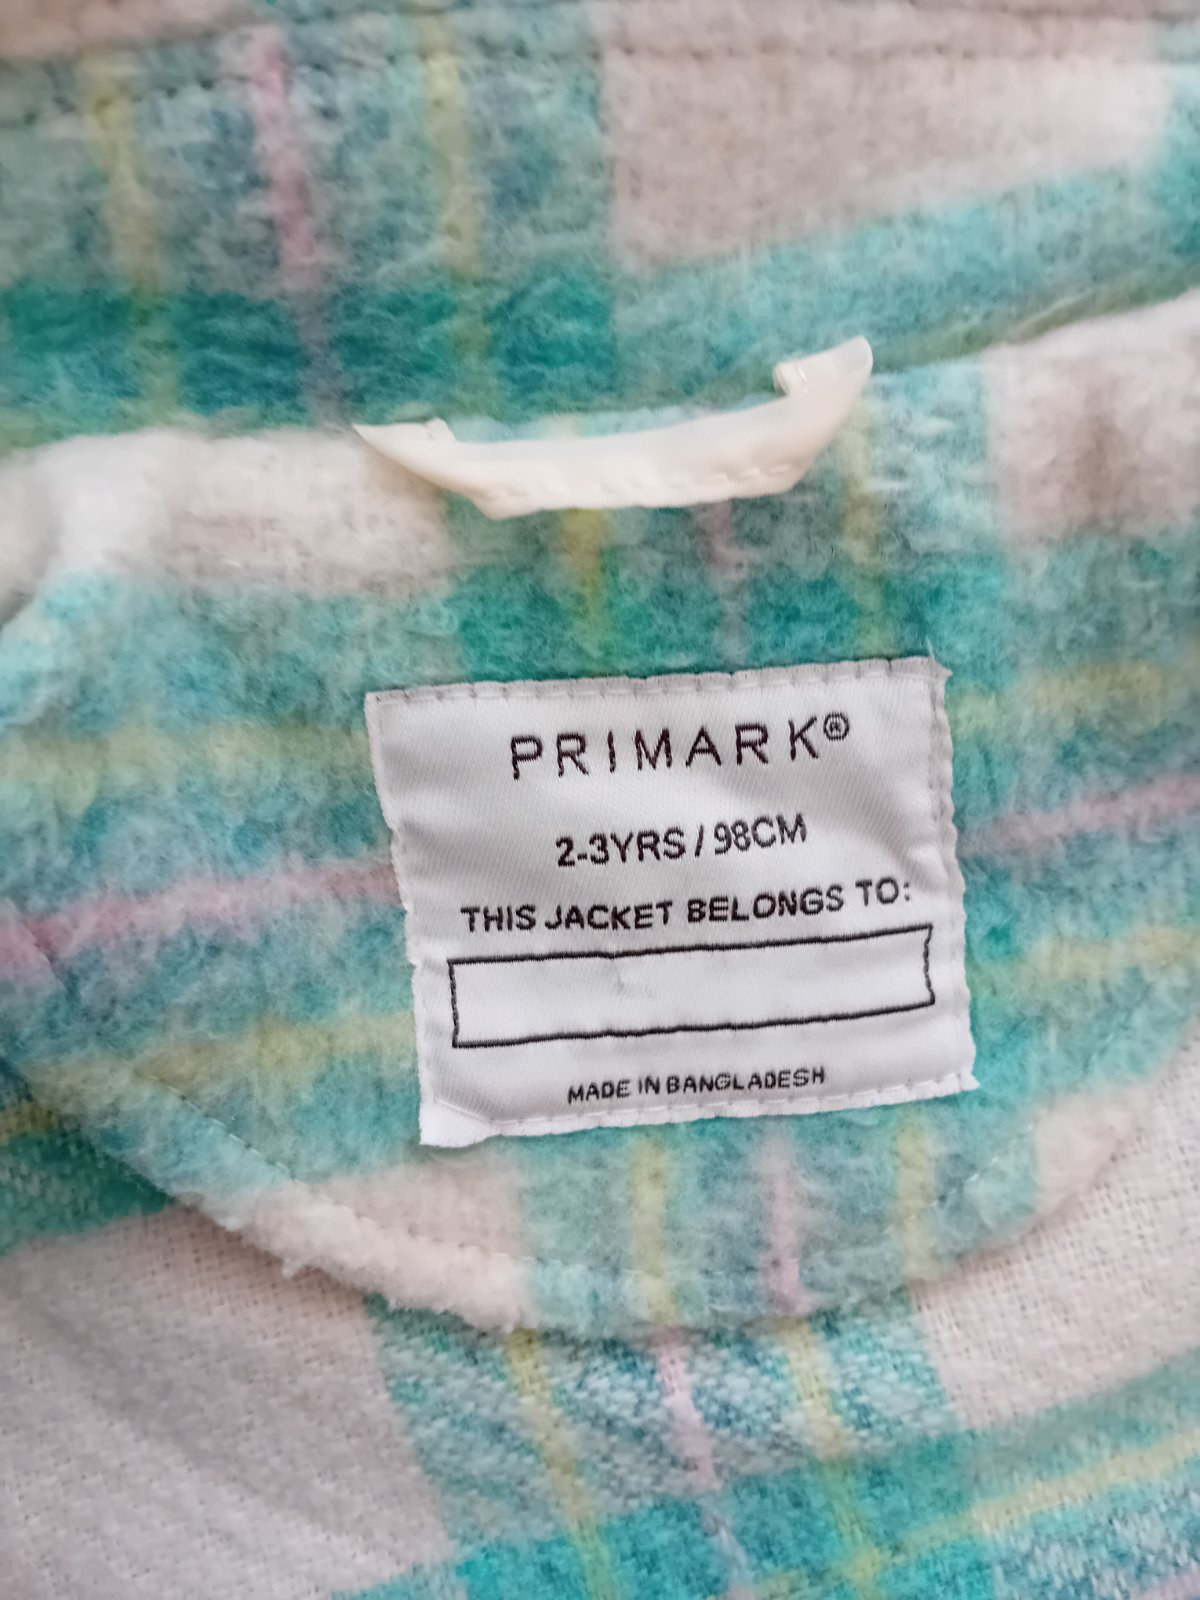 PRIMARK®
2-3YRS / 98CM
THIS JACKET BELONGS TO:
MADE IN BANGLADESH